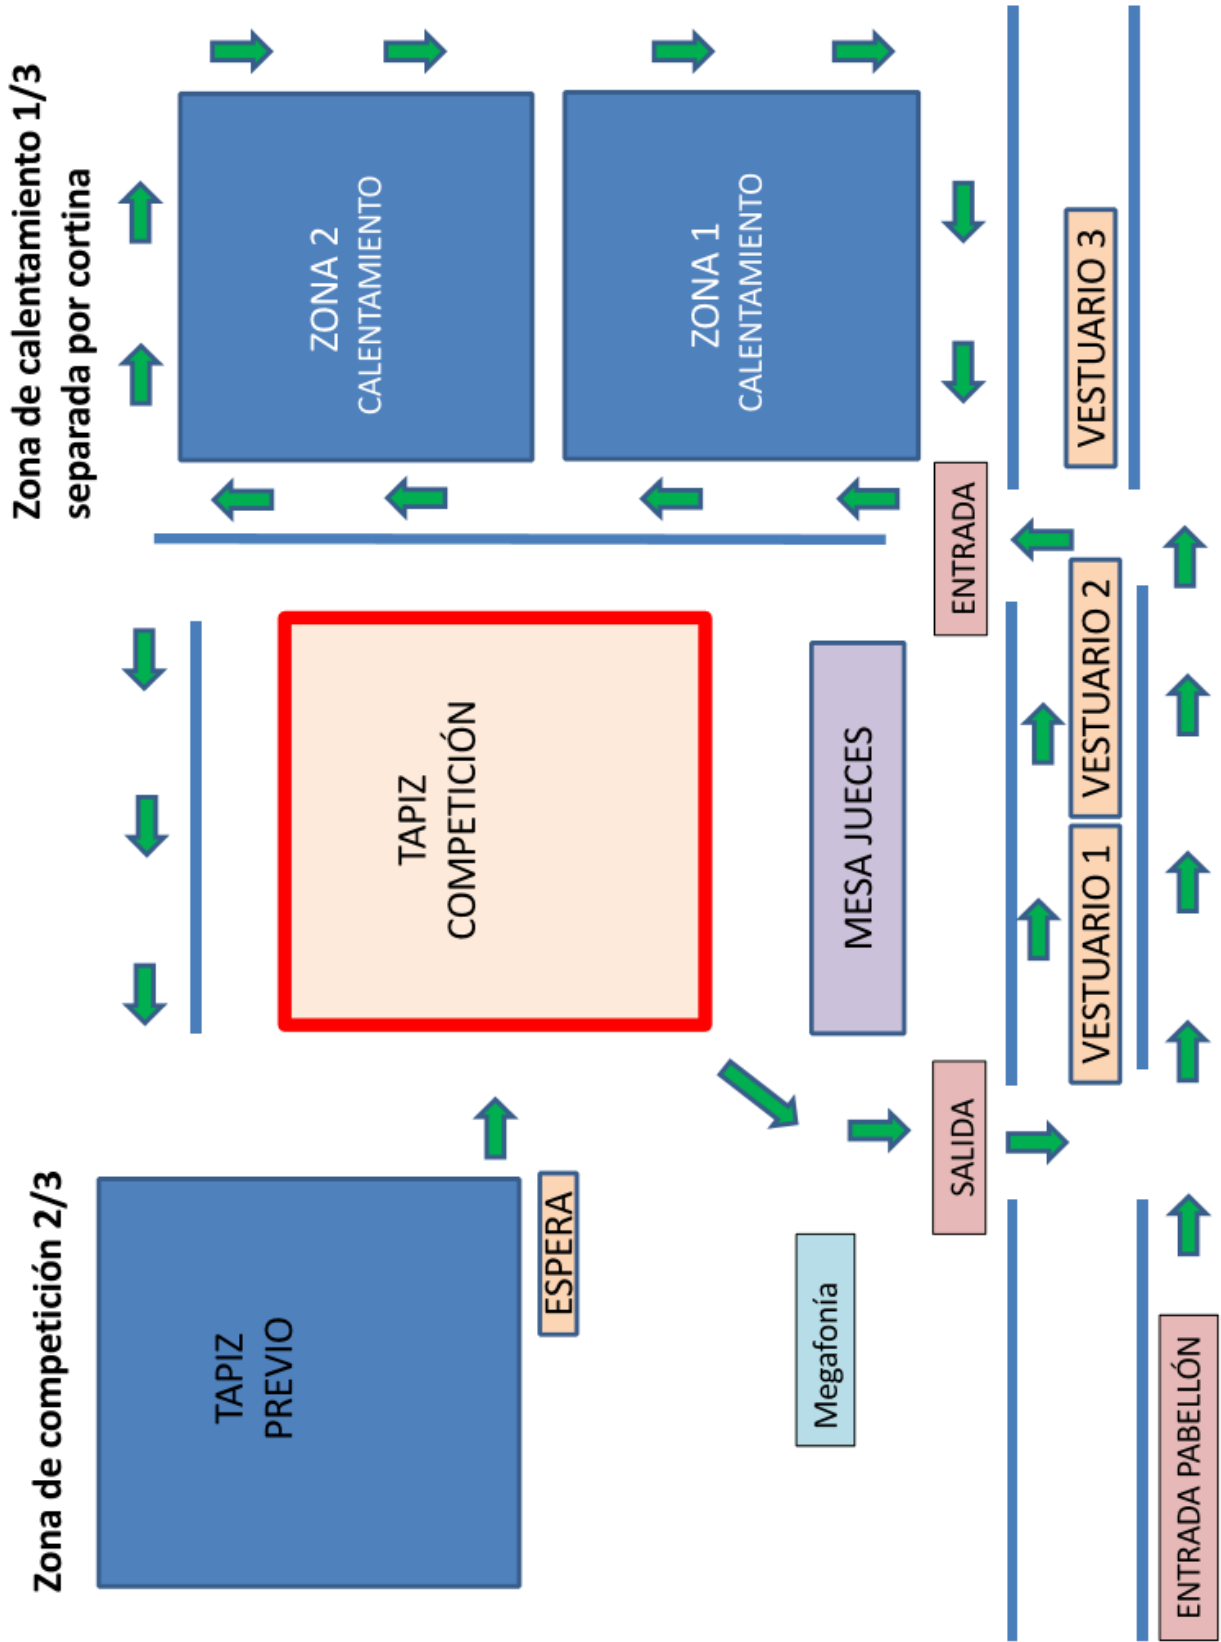 Zona de competición 2/3
Zona de calentamiento 1/3
separada por cortina
TAPIZ
PREVIO
ESPERA
TAPIZ
COMPETICIÓN
ZONA 2
CALENTAMIENTO
ZONA 1
CALENTAMIENTO
Megafonía
MESA JUECES
SALIDA
ENTRADA
VESTUARIO 1
VESTUARIO 2
VESTUARIO 3
ENTRADA PABELLÓN